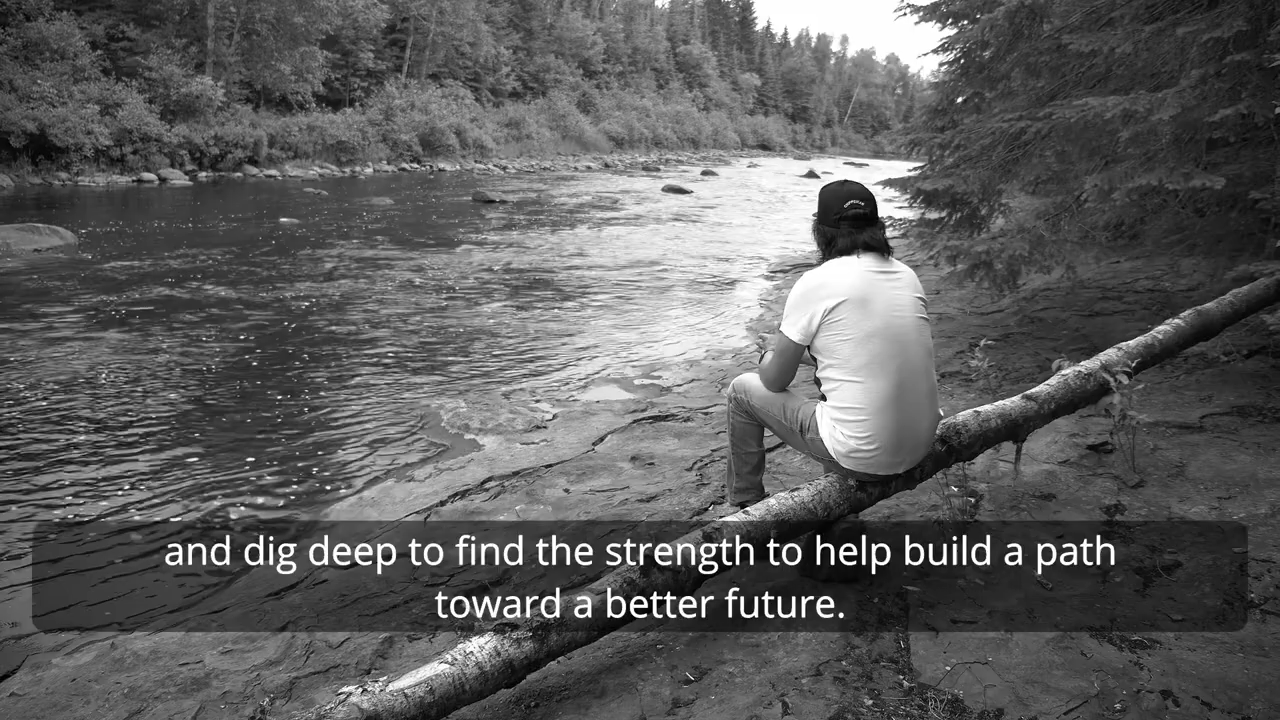 and dig deep to find the strength to help build a path
toward a better future.